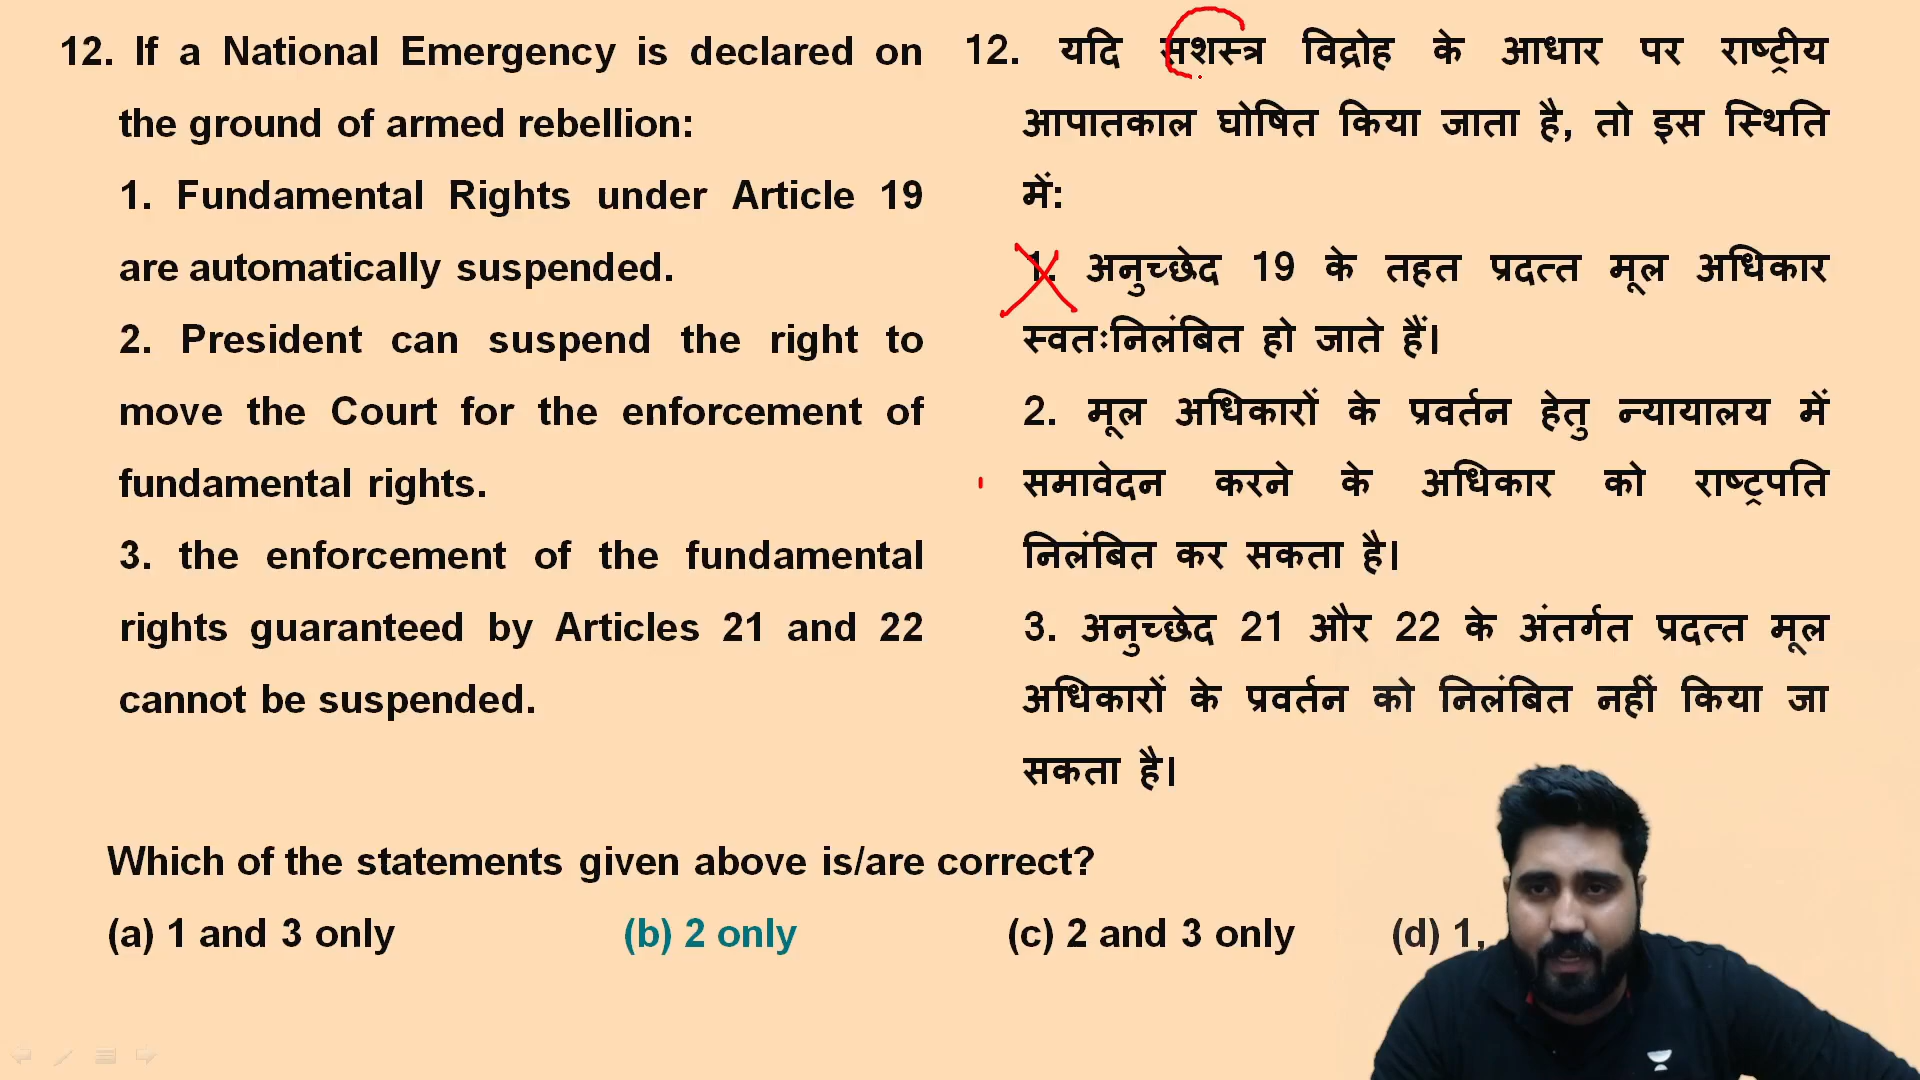 12. If a National Emergency is declared on
the ground of armed rebellion:
1. Fundamental Rights under Article 19
are automatically suspended.
2. President can suspend the right to
move the Court for the enforcement of
fundamental rights.
3. the enforcement of the fundamental
rights guaranteed by Articles 21 and 22
cannot be suspended.
12. यदि सशस्त्र विद्रोह के आधार पर राष्ट्रीय
आपातकाल घोषित किया जाता है, तो इस स्थिति
में:
1. अनुच्छेद 19 के तहत प्रदत्त मूल अधिकार
स्वतःनिलंबित हो जाते हैं।
2. मूल अधिकारों के प्रवर्तन हेतु न्यायालय में
समावेदन करने के अधिकार को राष्ट्रपति
निलंबित कर सकता है।
3. अनुच्छेद 21 और 22 के अंतर्गत प्रदत्त मूल
अधिकारों के प्रवर्तन को निलंबित नहीं किया जा
सकता है।
Which of the statements given above is/are correct?
(a) 1 and 3 only (b) 2 only (c) 2 and 3 only (d) 1,